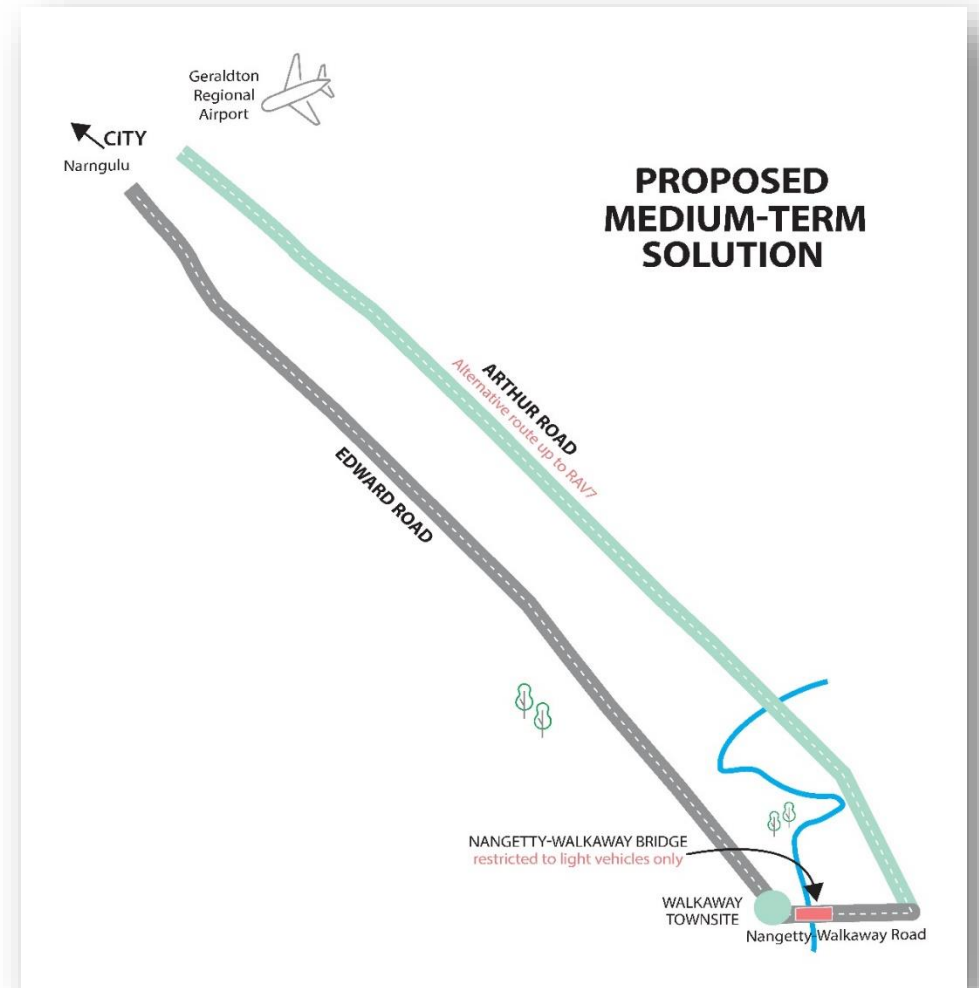 Geraldton
Regional
Airport
CITY
Narngulu
PROPOSED
MEDIUM-TERM
SOLUTION
ARTHUR ROAD
Alternative route up to RAV7
EDWARD ROAD
NANGETTY-WALKAWAY BRIDGE
restricted to light vehicles only
WALKAWAY
TOWNSITE
Nangetty-Walkaway Road